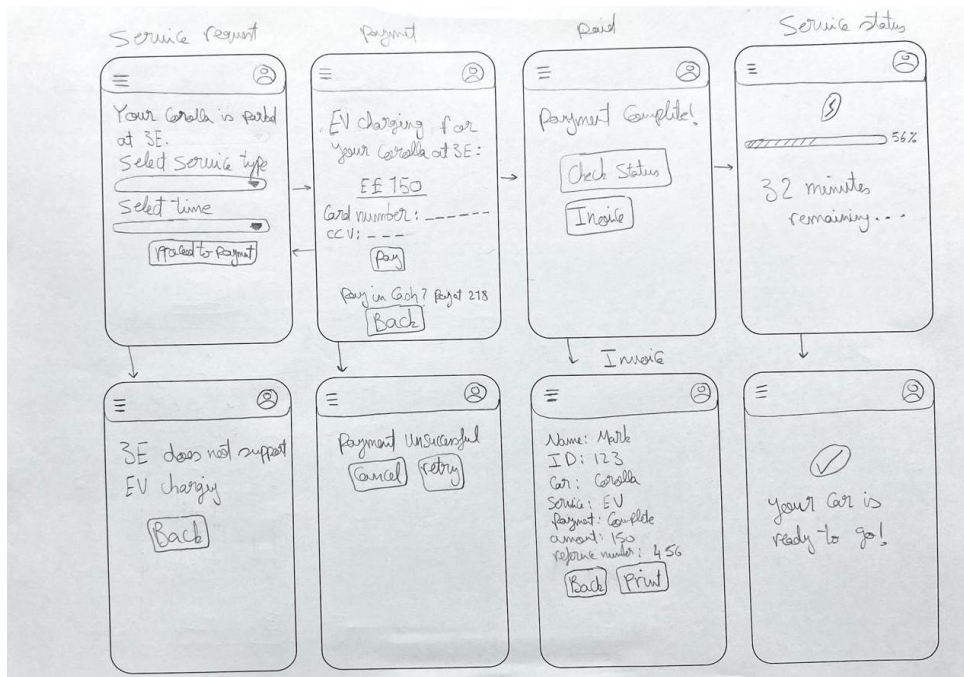 Service request
Payment
Paid
Service status
Your Corolla is parked
at 3E.
Select service type
Select time
Proceed to Payment
EV charging for
your Corolla at 3E:
E£ 150
Card number: _ _ _ _ _ _
CCV: _ _ _
Pay
Pay in Cash? Pay at 218
Back
Payment Complete!
Check Status
Invoice
56%
32 minutes
remaining...
3E does not support
EV charging
Back
Payment Unsuccessful
Cancel
retry
Invoice
Name: Mark
ID: 123
Car: Corolla
Service: EV
Payment: Complete
amount: 150
refernce number: 456
Back
Print
your Car is
ready to go!